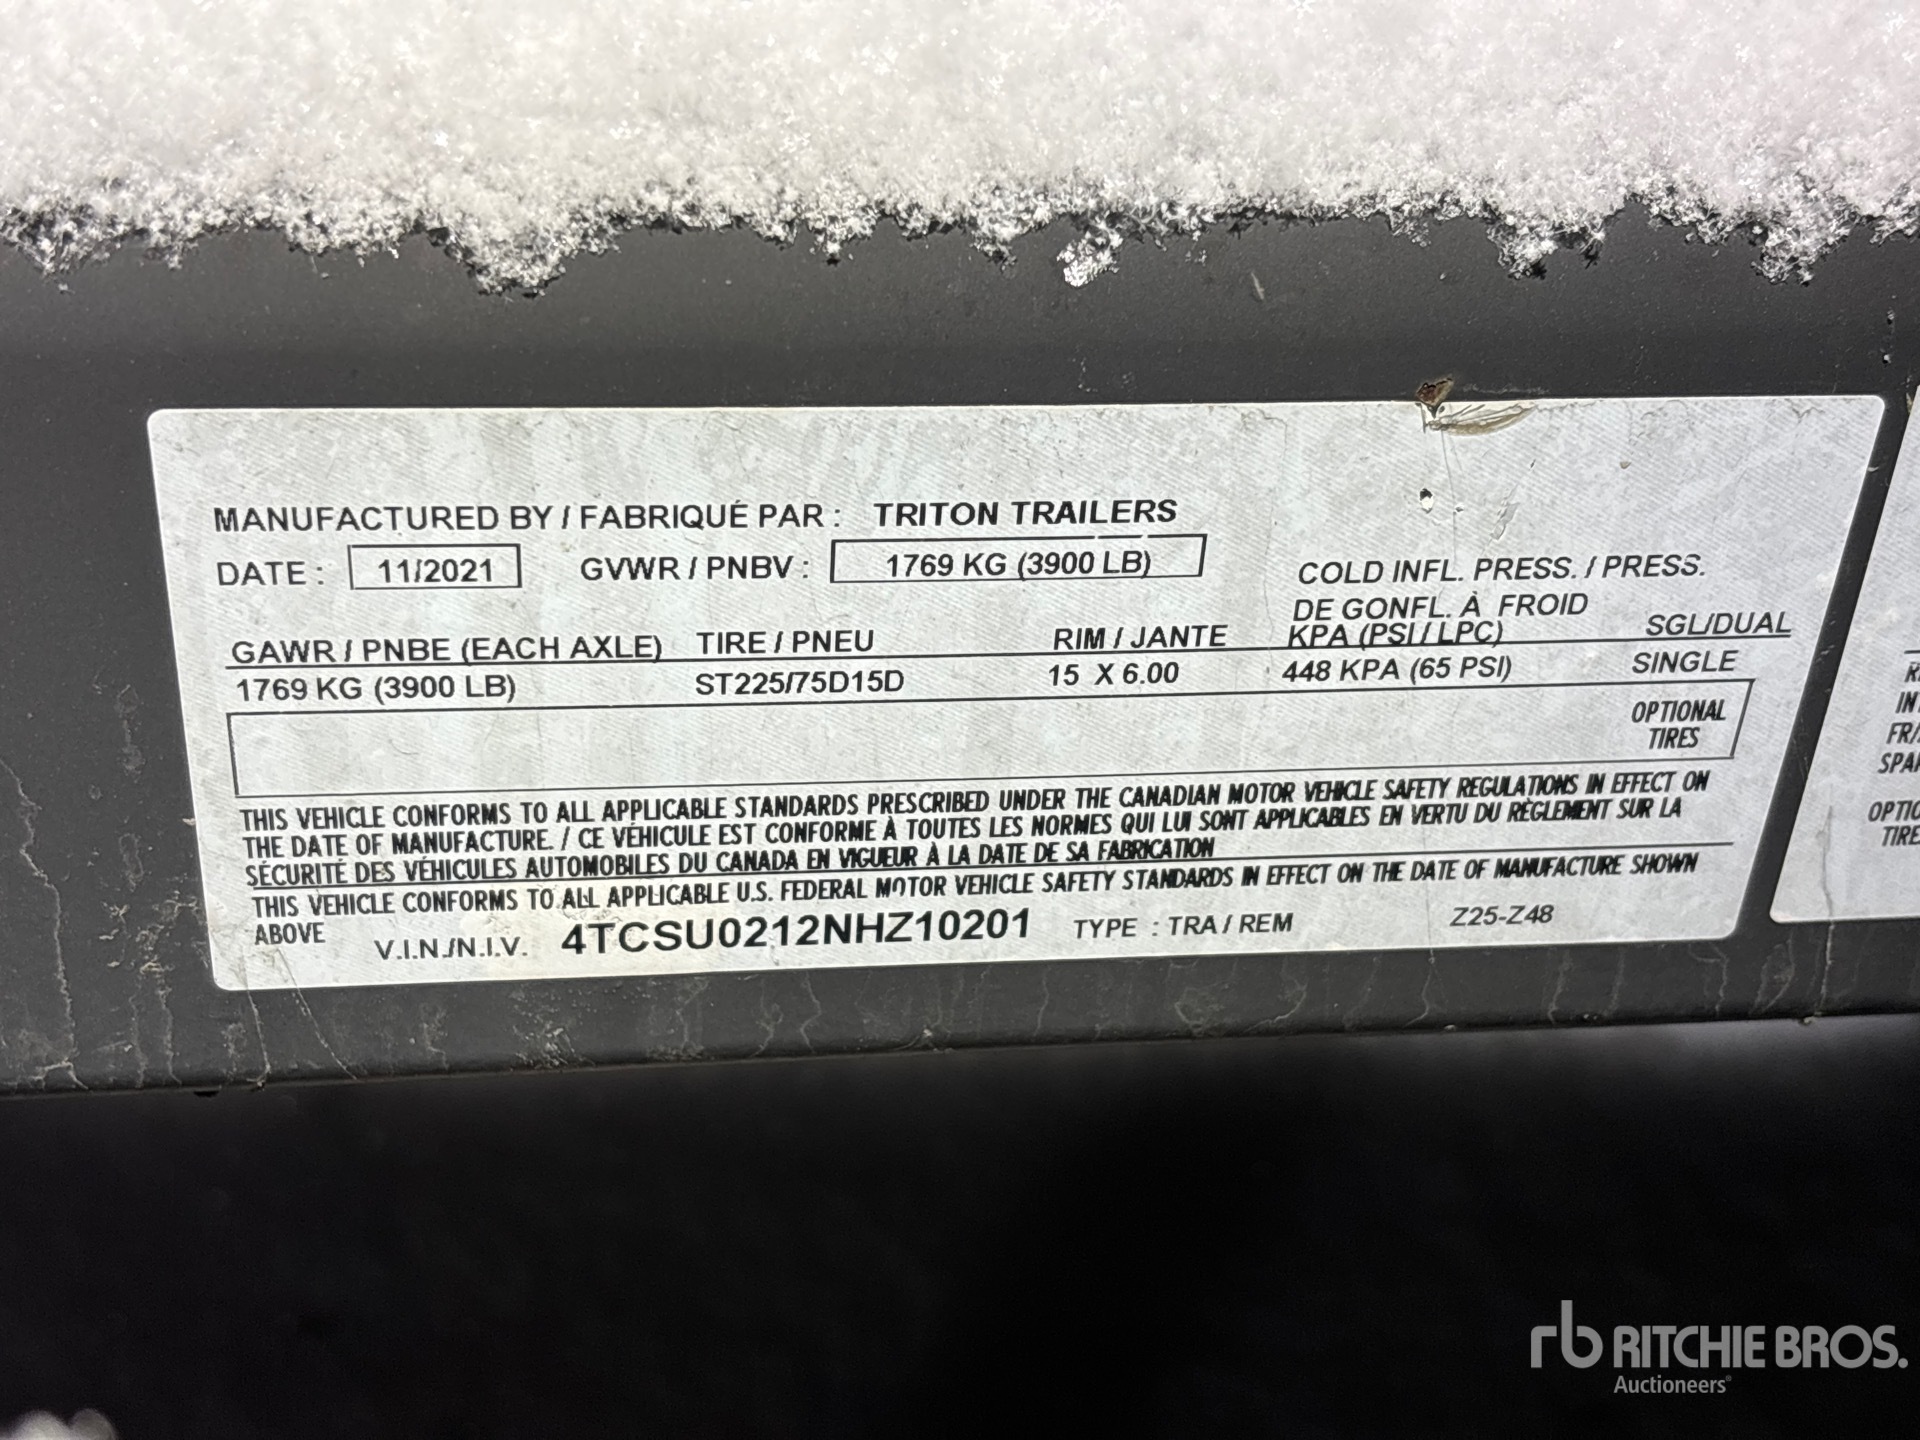 MANUFACTURED BY / FABRIQUÉ PAR : TRITON TRAILERS
DATE : 11/2021 GVWR / PNBV : 1769 KG (3900 LB)
COLD INFL. PRESS. / PRESS.
DE GONFL. À FROID
GAWR / PNBE (EACH AXLE) TIRE / PNEU RIM / JANTE KPA (PSI / LPC) SGL/DUAL
1769 KG (3900 LB) ST225/75D15D 15 X 6.00 448 KPA (65 PSI) SINGLE
OPTIONAL
TIRES
THIS VEHICLE CONFORMS TO ALL APPLICABLE STANDARDS PRESCRIBED UNDER THE CANADIAN MOTOR VEHICLE SAFETY REGULATIONS IN EFFECT ON
THE DATE OF MANUFACTURE. / CE VÉHICULE EST CONFORME À TOUTES LES NORMES QUI LUI SONT APPLICABLES EN VERTU DU RÈGLEMENT SUR LA
SÉCURITÉ DES VÉHICULES AUTOMOBILES DU CANADA EN VIGUEUR À LA DATE DE SA FABRICATION
THIS VEHICLE CONFORMS TO ALL APPLICABLE U.S. FEDERAL MOTOR VEHICLE SAFETY STANDARDS IN EFFECT ON THE DATE OF MANUFACTURE SHOWN
ABOVE V.I.N./N.I.V. 4TCSU0212NHZ10201 TYPE : TRA / REM Z25-Z48
IN
FR/
SPA
OPTIO
TIRE
rb RITCHIE BROS.
Auctioneers